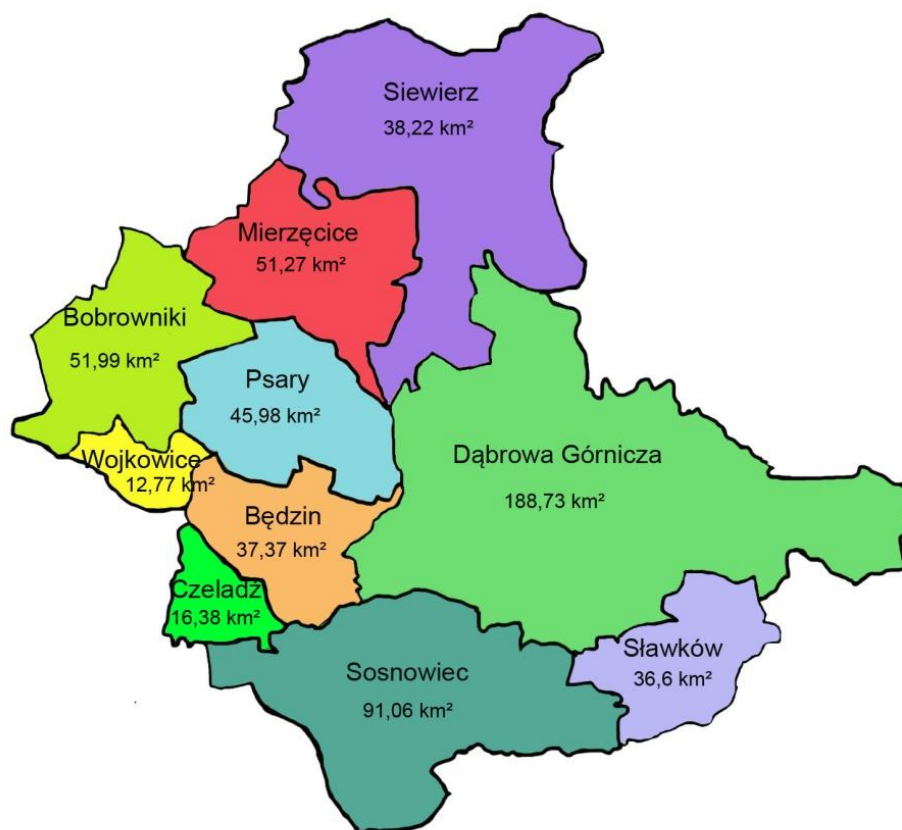 Siewierz
38,22 km²
Mierzęcice
51,27 km²
Bobrowniki
51,99 km²
Psary
45,98 km²
Wojkowice
12,77 km²
Dąbrowa Górnicza
188,73 km²
Będzin
37,37 km²
Czeladź
16,38 km²
Sławków
36,6 km²
Sosnowiec
91,06 km²